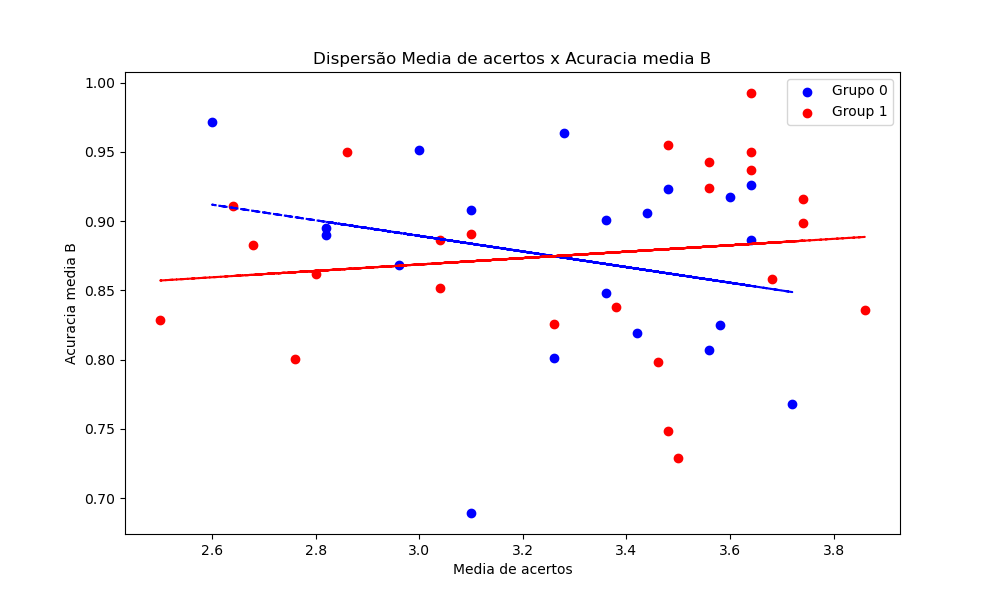 Dispersão Media de acertos x Acuracia media B
Grupo 0
Group 1
1.00
0.95
0.90
0.85
0.80
0.75
0.70
Acuracia media B
2.6 2.8 3.0 3.2 3.4 3.6 3.8
Media de acertos